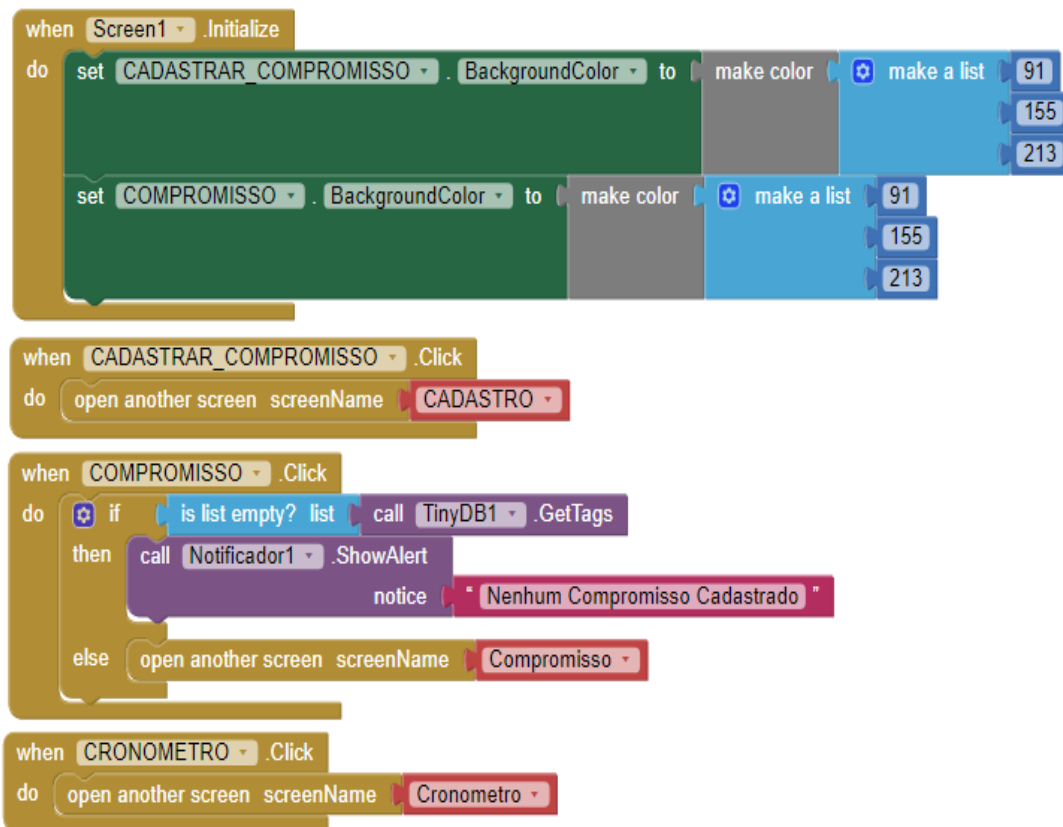 when Screen1 .Initialize
do set CADASTRAR_COMPROMISSO . BackgroundColor to make color make a list 91
155
213
set COMPROMISSO . BackgroundColor to make color make a list 91
155
213
when CADASTRAR_COMPROMISSO .Click
do open another screen screenName CADASTRO
when COMPROMISSO .Click
do if is list empty? list call TinyDB1 .GetTags
then call Notificador1 .ShowAlert
notice " Nenhum Compromisso Cadastrado "
else open another screen screenName Compromisso
when CRONOMETRO .Click
do open another screen screenName Cronometro